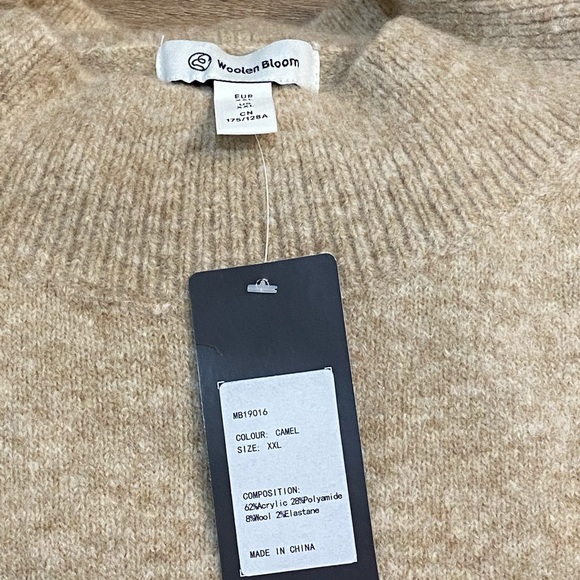 Woolen Bloom
EUR
XXL
CN
175/128A
MB19016
COLOUR: CAMEL
SIZE: XXL
COMPOSITION:
62%Acrylic 28%Polyamide
8%Wool 2%Elastane
MADE IN CHINA